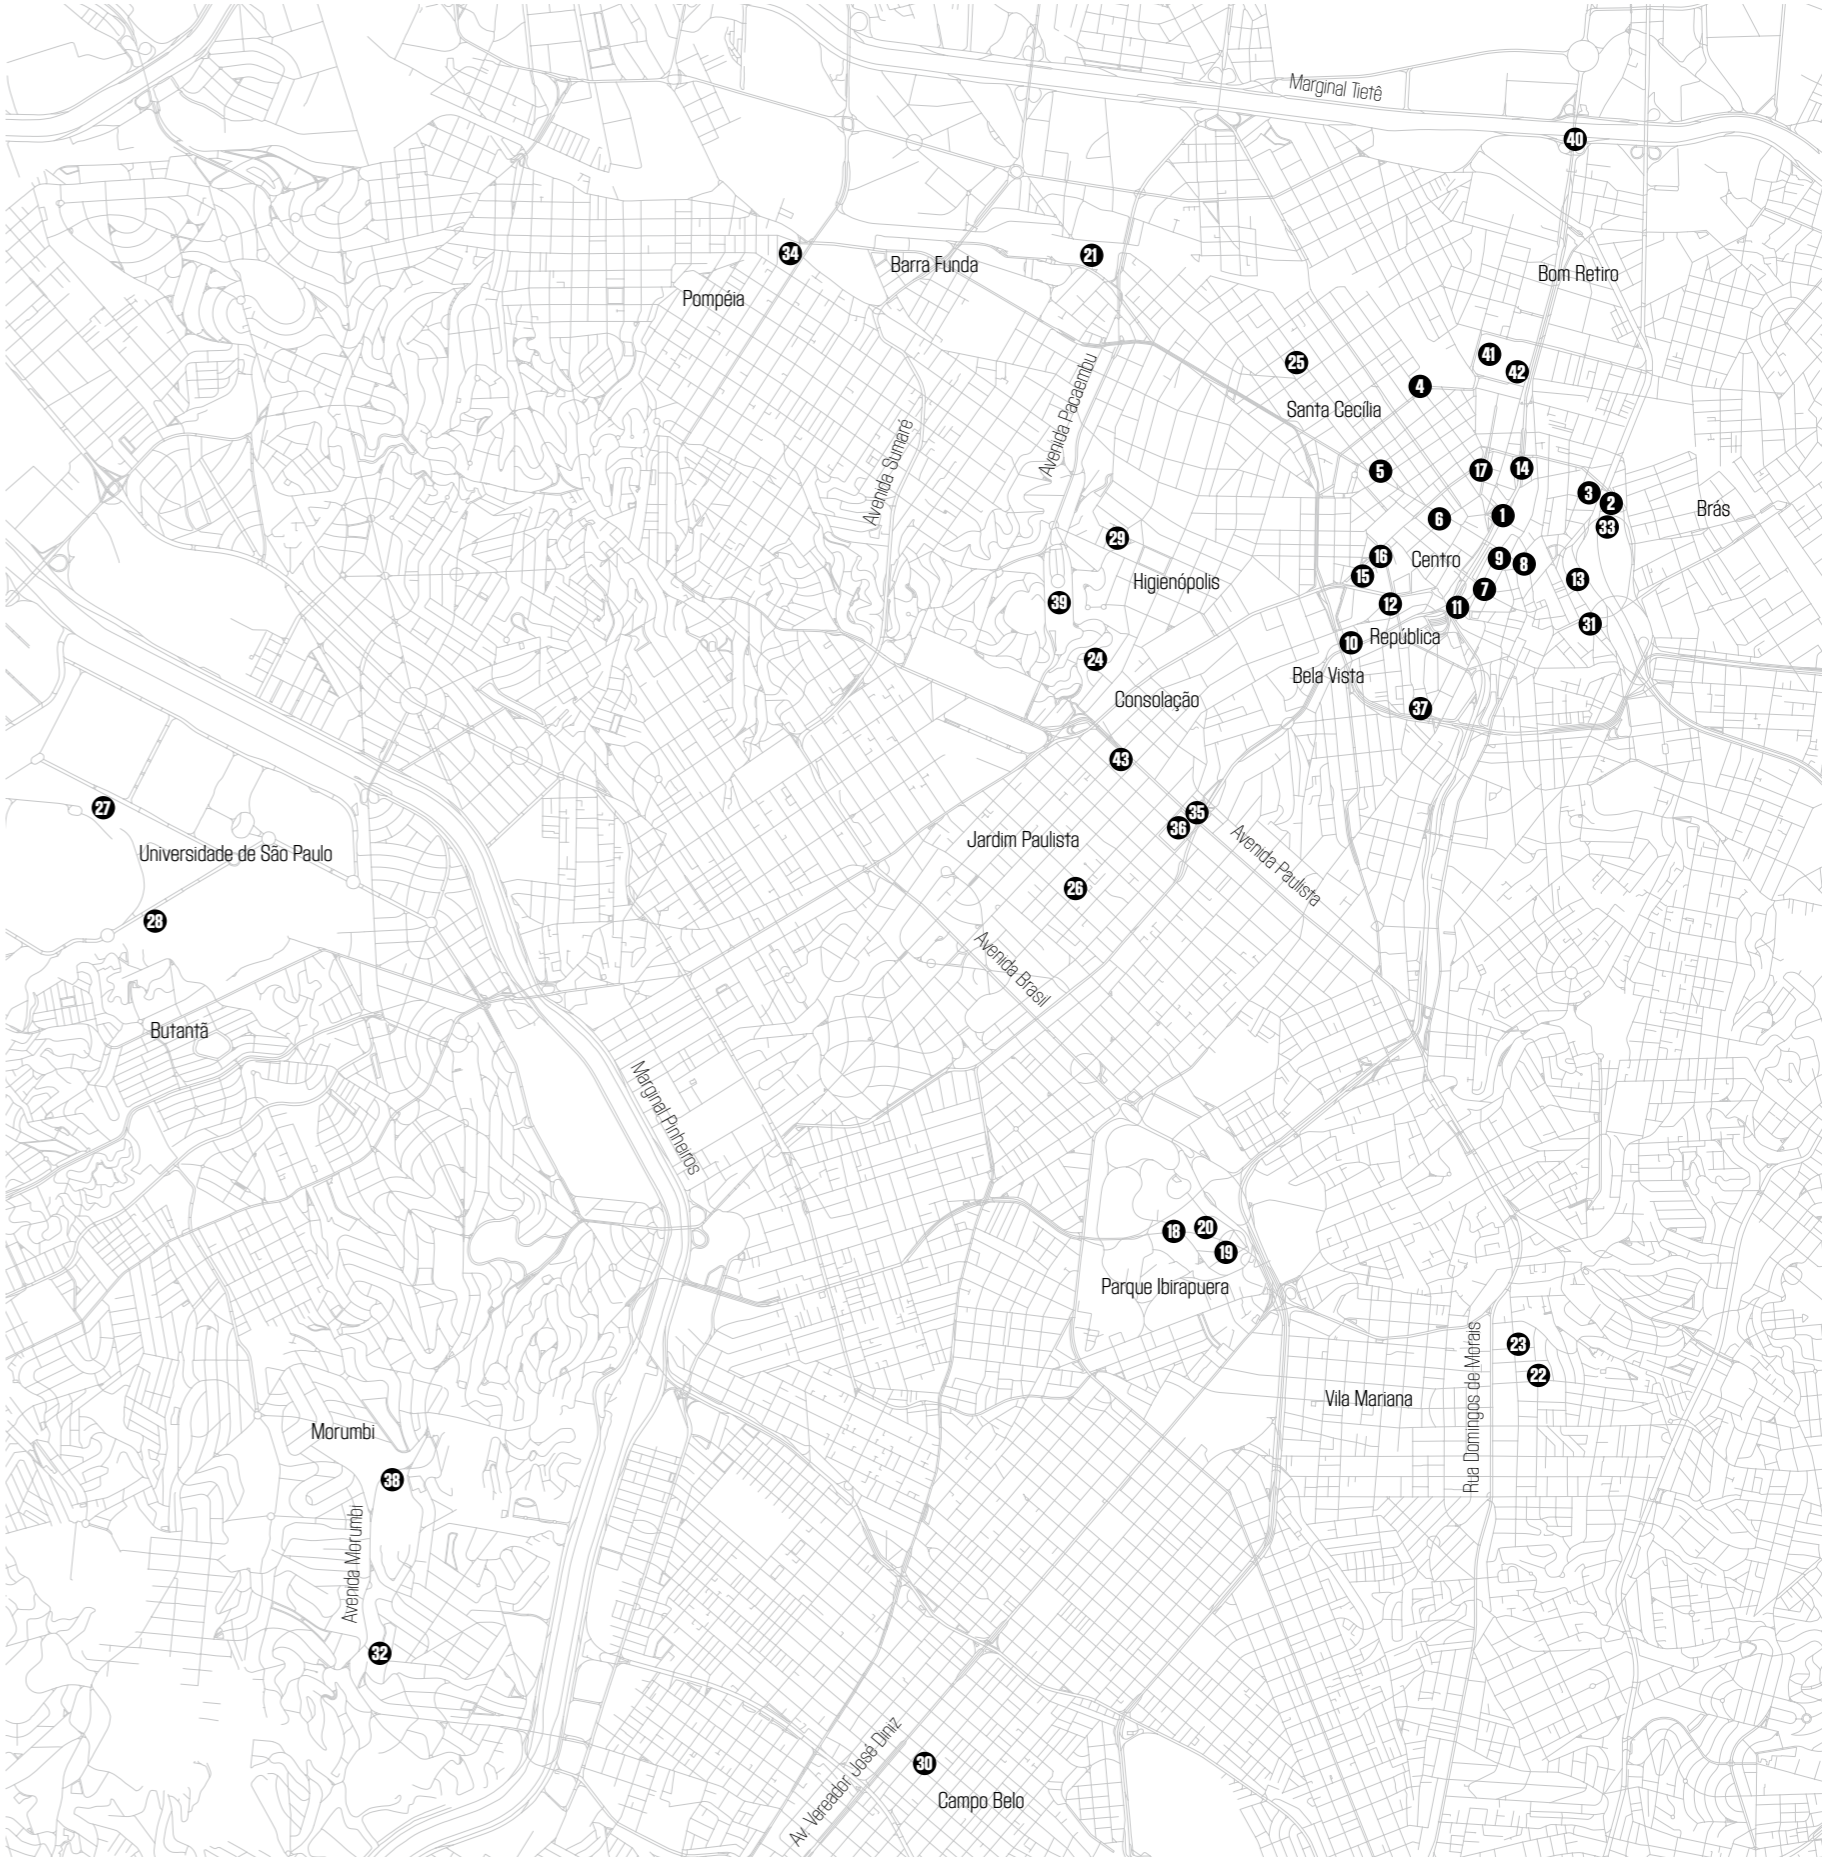 Marginal Tietê
40
34
Barra Funda
21
Bom Retiro
Pompéia
41
25
42
4
Avenida Pacaembu
Santa Cecília
Avenida Sumaré
5
17
14
3
2
Brás
6
1
33
29
16
Centro
9
8
15
Higienópolis
13
7
39
12
11
31
10
República
24
Bela Vista
Consolação
37
43
27
35
36
Universidade de São Paulo
Jardim Paulista
Avenida Paulista
26
28
Avenida Brasil
Butantã
Marginal Pinheiros
18
20
19
Parque Ibirapuera
23
Rua Domingos de Morais
22
Vila Mariana
Morumbi
38
Avenida Morumbi
32
30
Av. Vereador José Diniz
Campo Belo